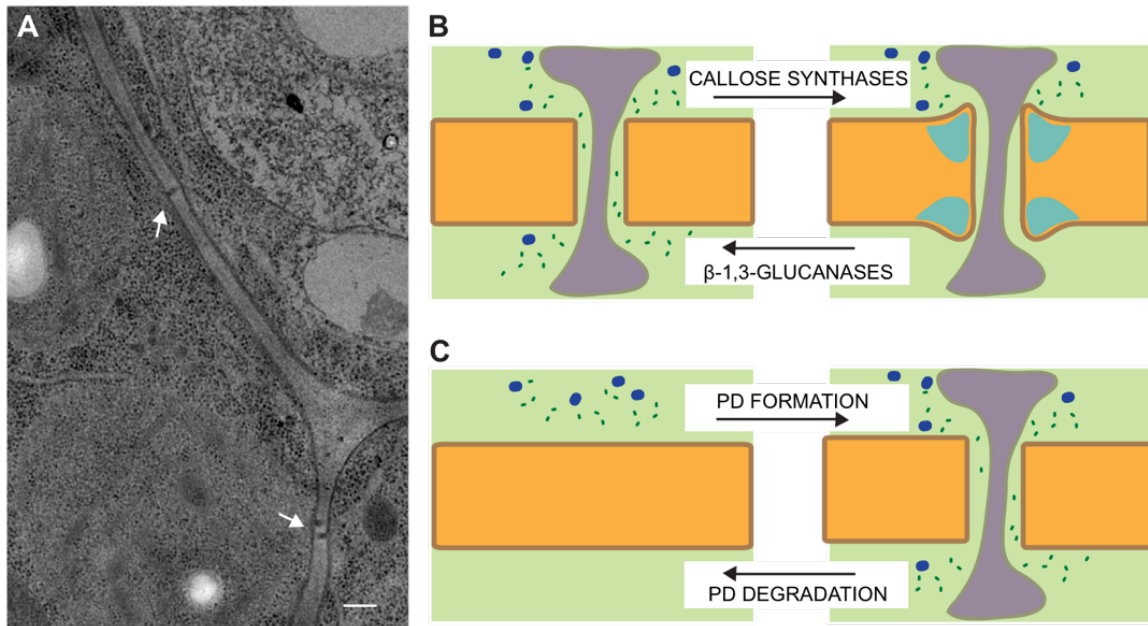 A
B
CALLOSE SYNTHASES
β-1,3-GLUCANASES
C
PD FORMATION
PD DEGRADATION